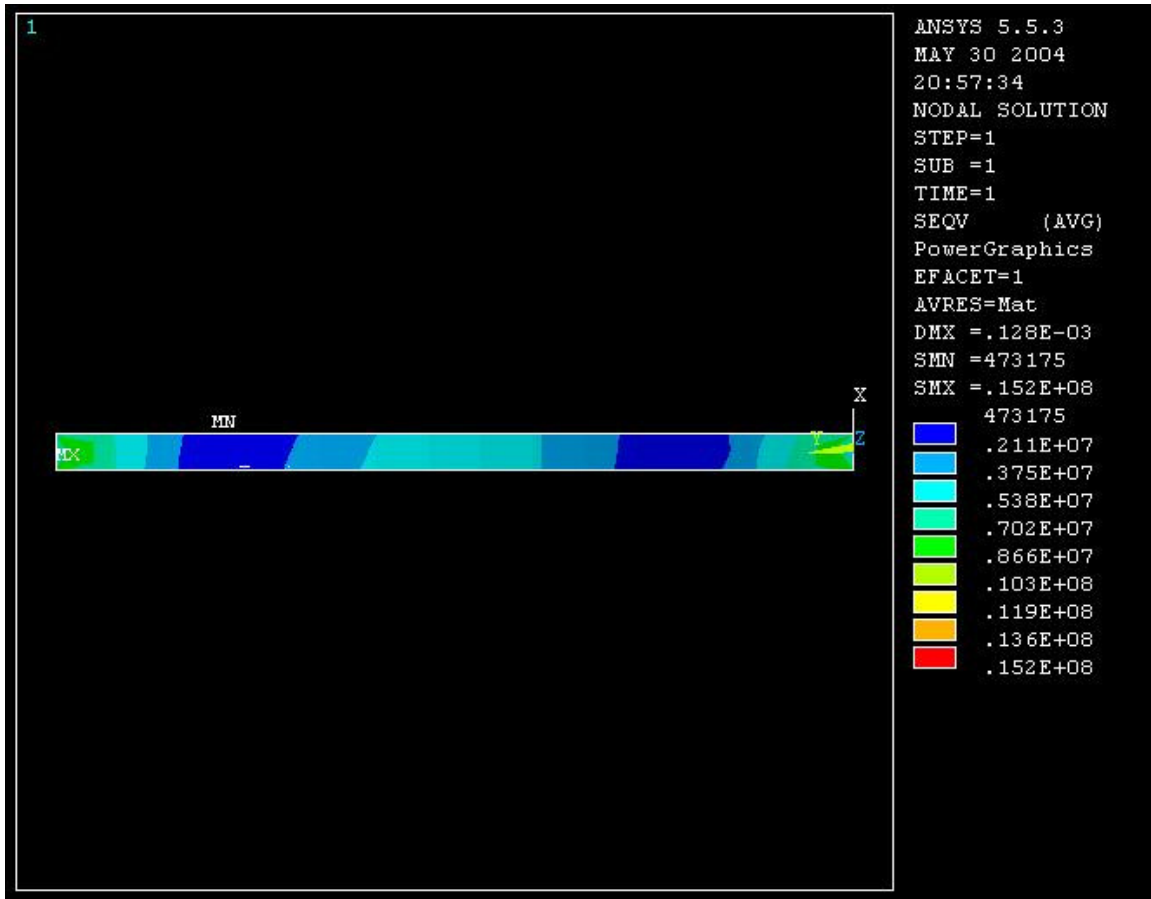 1
ANSYS 5.5.3
MAY 30 2004
20:57:34
NODAL SOLUTION
STEP=1
SUB =1
TIME=1
SEQV (AVG)
PowerGraphics
EFACET=1
AVRES=Mat
DMX =.128E-03
SMN =473175
SMX =.152E+08
473175
.211E+07
.375E+07
.538E+07
.702E+07
.866E+07
.103E+08
.119E+08
.136E+08
.152E+08
X
MN
Y
Z
MX